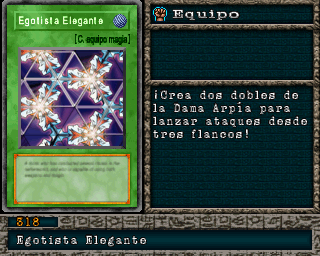 Egotista Elegante
[C. equipo magia]
Equipo
¡Crea dos dobles de
la Dama Arpía para
lanzar ataques desde
tres flancos!
318
Egotista Elegante